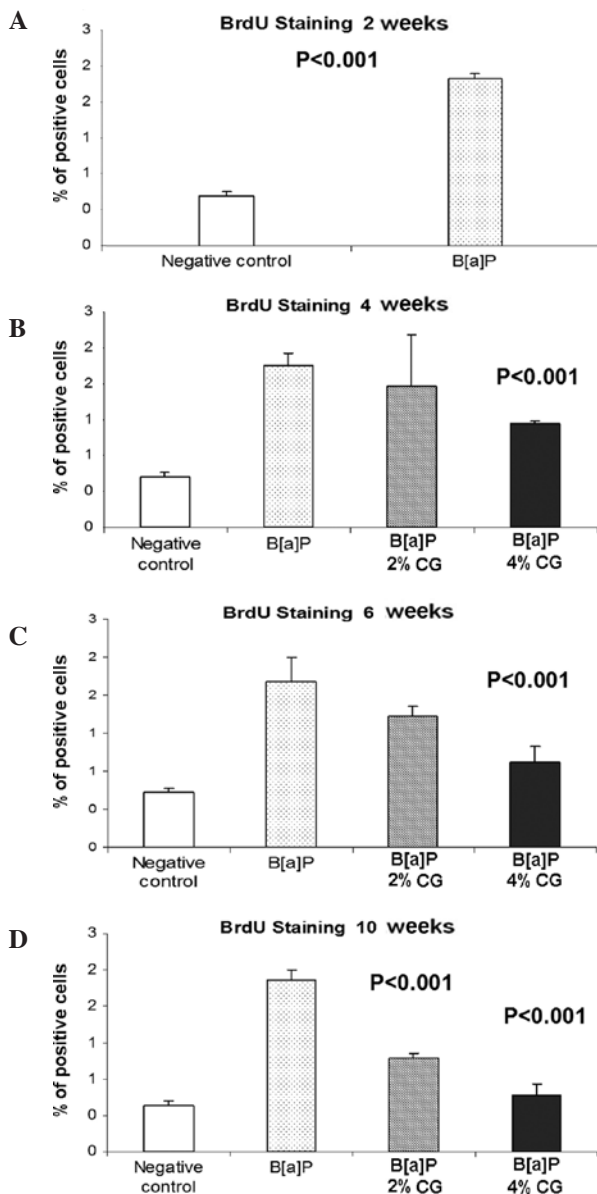 A
BrdU Staining 2 weeks
P<0.001
% of positive cells
3
2
2
1
1
0
0
Negative control
B[a]P
B
BrdU Staining 4 weeks
P<0.001
% of positive cells
3
2
2
1
1
0
0
Negative
control
B[a]P
B[a]P
2% CG
B[a]P
4% CG
C
BrdU Staining 6 weeks
P<0.001
% of positive cells
3
2
2
1
1
0
0
Negative
control
B[a]P
B[a]P
2% CG
B[a]P
4% CG
D
BrdU Staining 10 weeks
P<0.001
P<0.001
% of positive cells
3
2
2
1
1
0
0
Negative
control
B[a]P
B[a]P
2% CG
B[a]P
4% CG